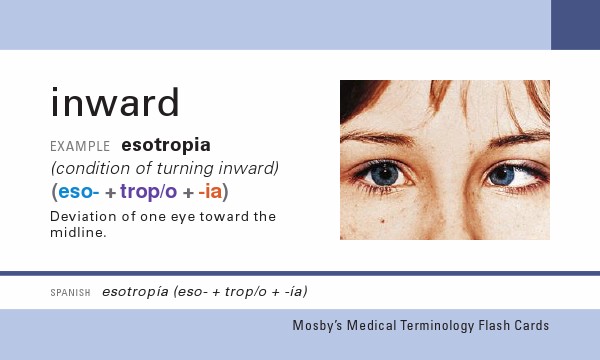 inward
EXAMPLE esotropia
(condition of turning inward)
(eso- + trop/o + -ia)
Deviation of one eye toward the
midline.
SPANISH esotropía (eso- + trop/o + -ía)
Mosby's Medical Terminology Flash Cards